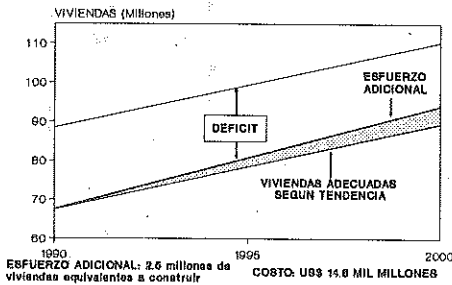 VIVIENDAS (Millones)
110
100
90
80
70
60
ESFUERZO
ADICIONAL
DEFICIT
VIVIENDAS ADECUADAS
SEGUN TENDENCIA
1990
1995
2000
ESFUERZO ADICIONAL: 2.5 millones de
viviendas equivalentes a construir
COSTO: US$ 14.6 MIL MILLONES